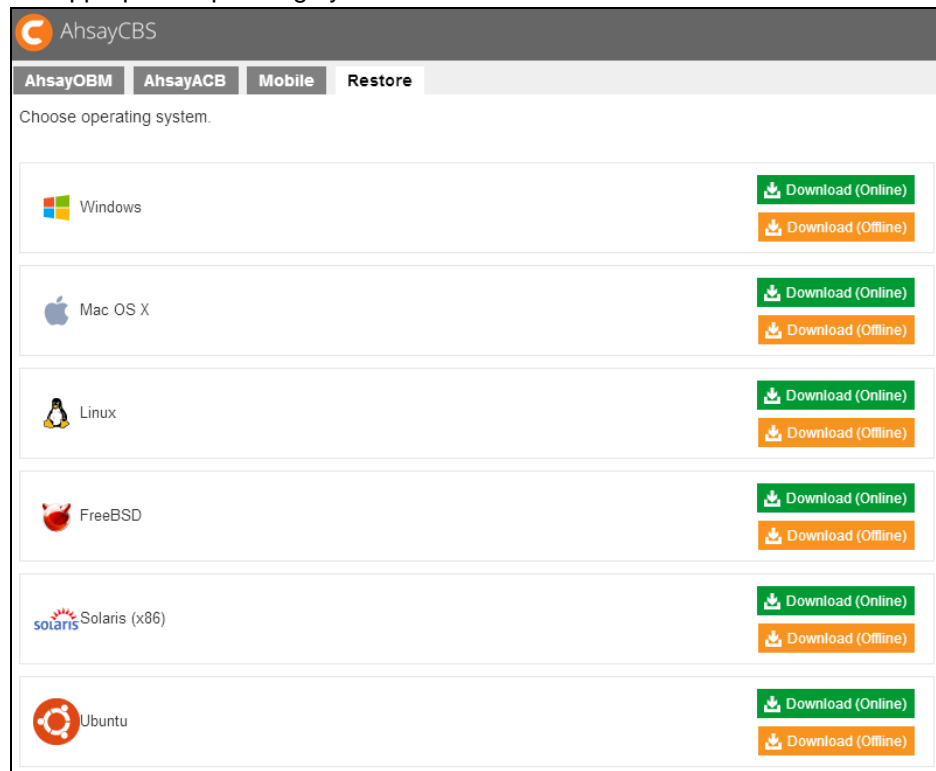 AhsayCBS
AhsayOBM AhsayACB Mobile Restore
Choose operating system.
Windows
Download (Online)
Download (Offline)
Mac OS X
Download (Online)
Download (Offline)
Linux
Download (Online)
Download (Offline)
FreeBSD
Download (Online)
Download (Offline)
solaris Solaris (x86)
Download (Online)
Download (Offline)
Ubuntu
Download (Online)
Download (Offline)